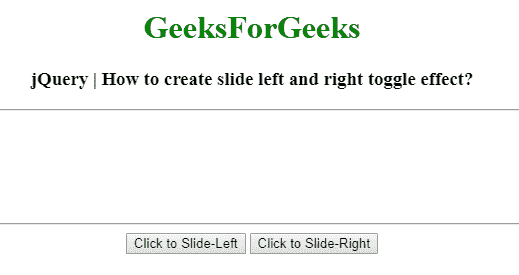 GeeksForGeeks
jQuery | How to create slide left and right toggle effect?
Click to Slide-Left Click to Slide-Right